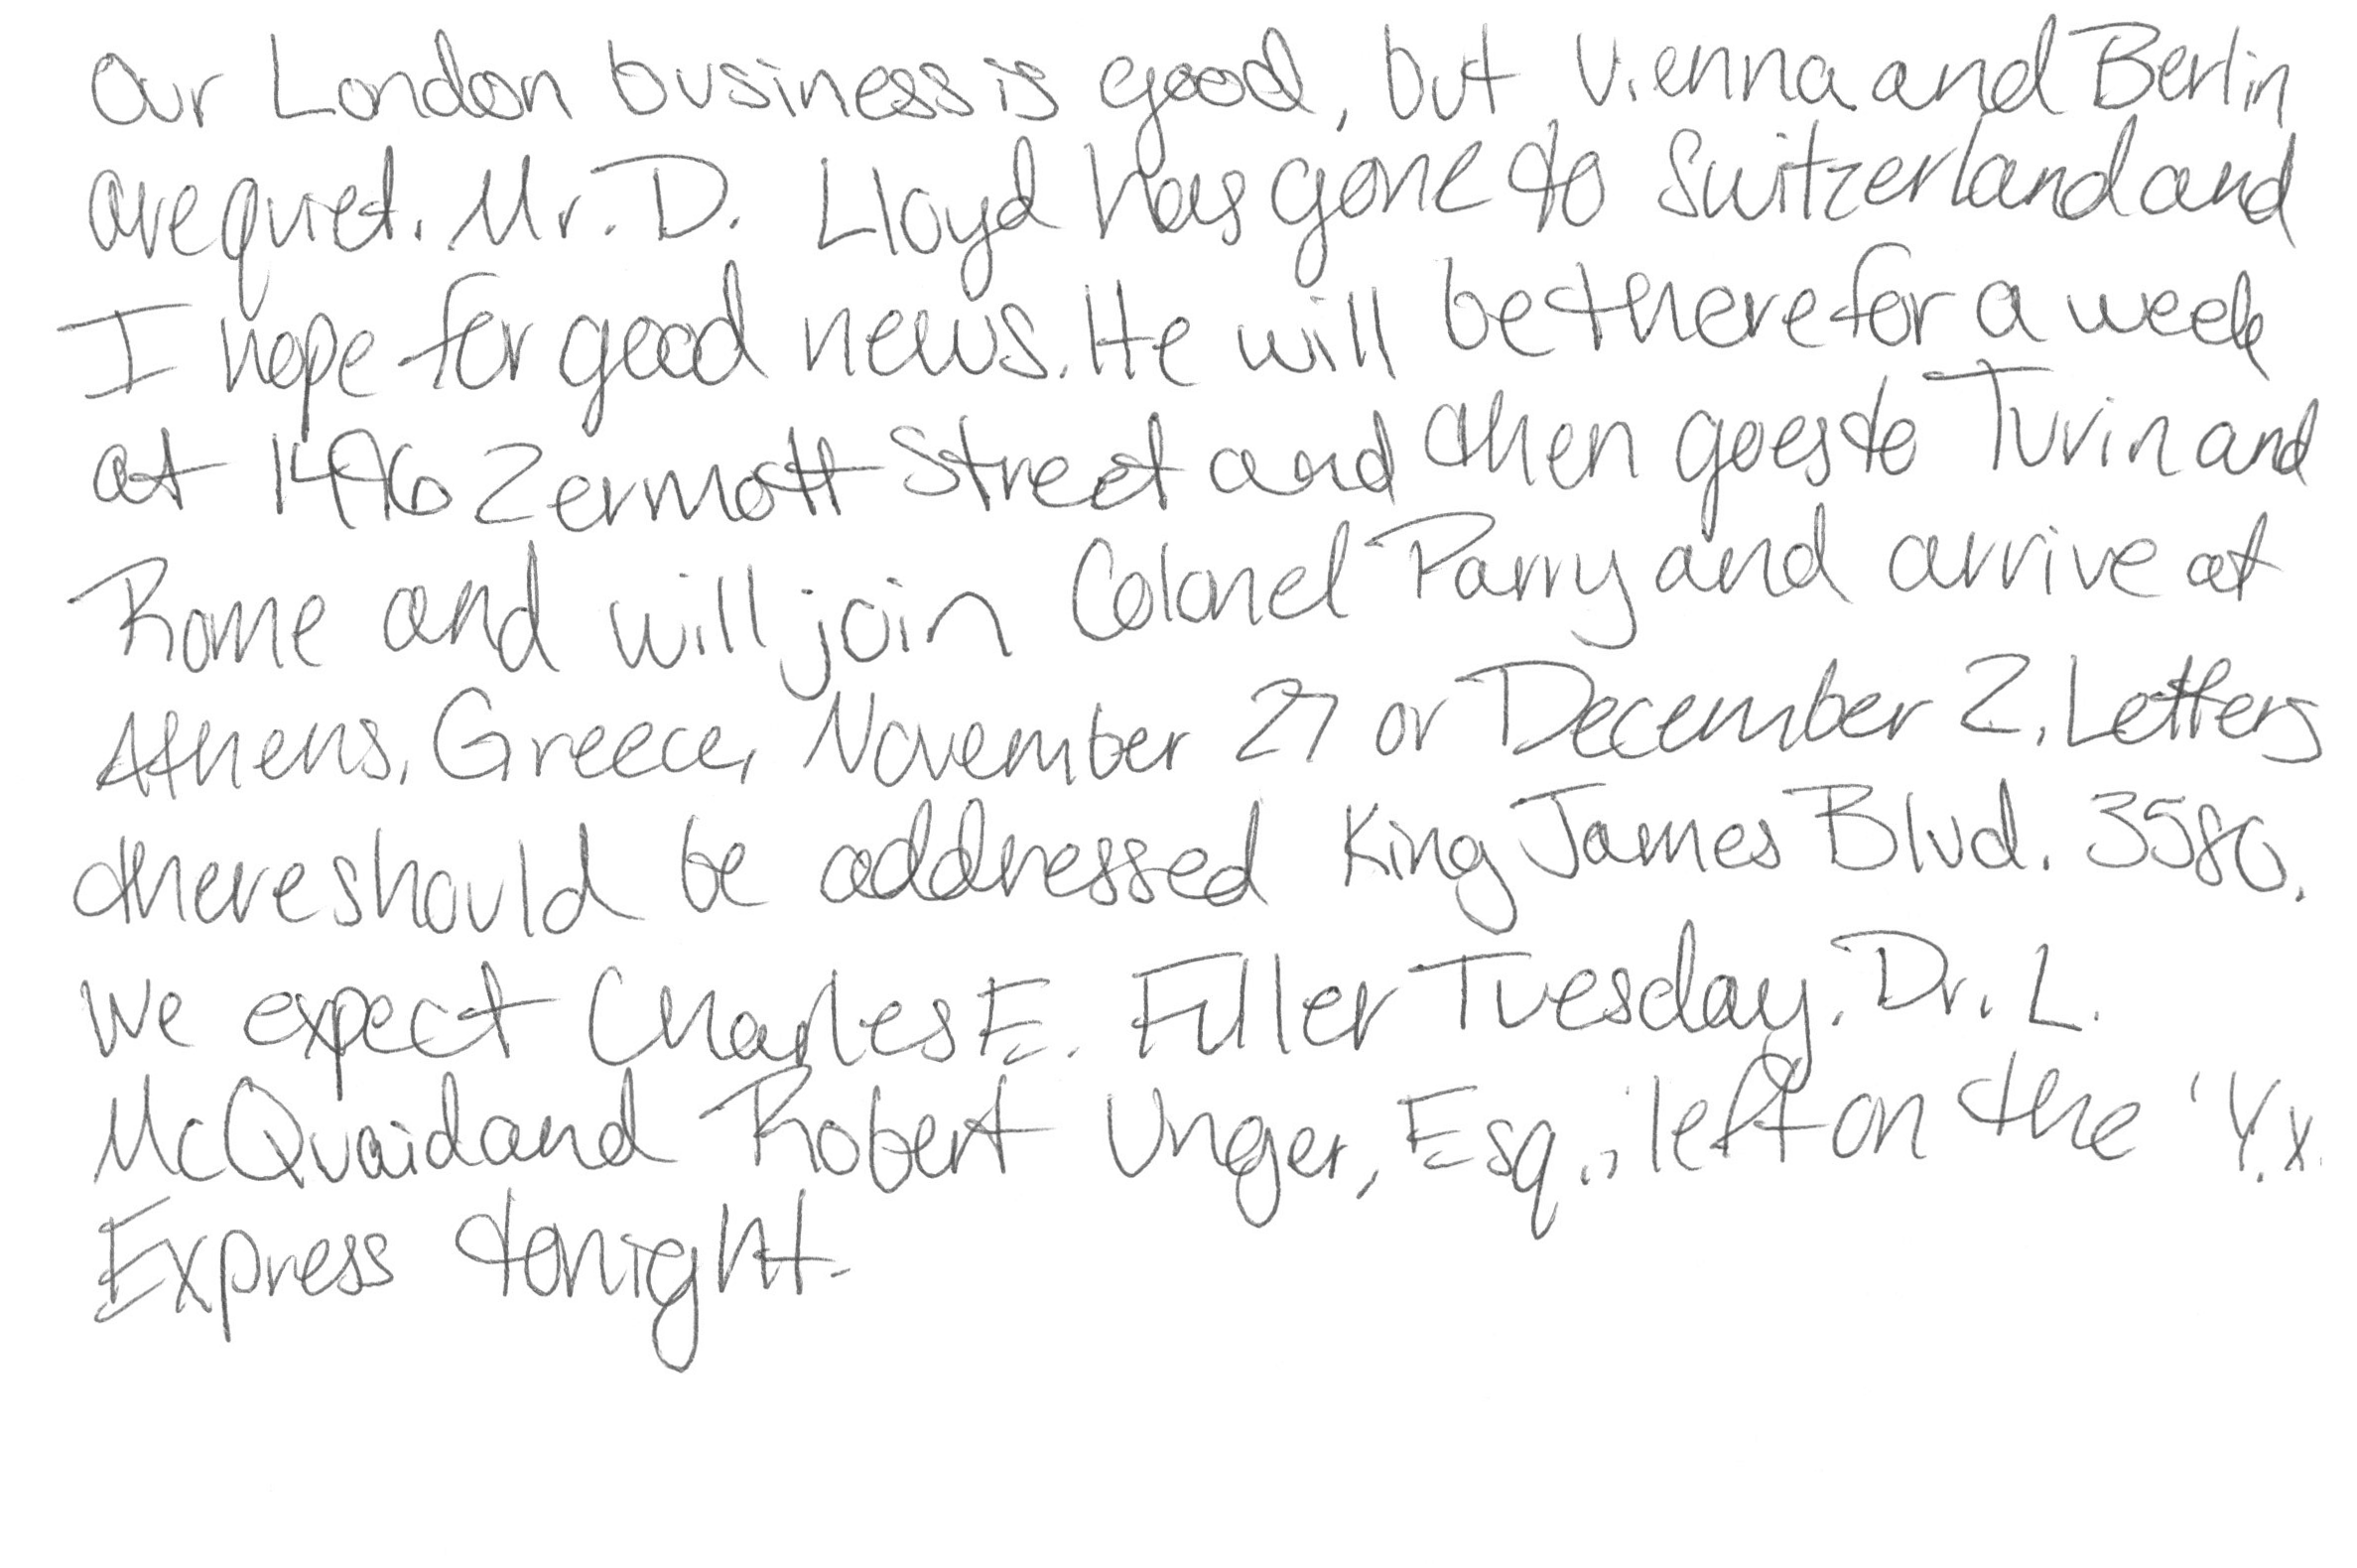 Our London business is good, but Vienna and Berlin
are quiet. Mr. D. Lloyd has gone to Switzerland and
I hope for good news. He will be there for a week
at 1496 Zermott Street and then goes to Turin and
Rome and will join Colonel Parry and arrive at
Athens, Greece, November 27 or December 2. Letters
there should be addressed King James Blvd. 3580.
We expect Charles E. Fuller Tuesday. Dr. L.
McQuaid and Robert Unger, Esq., left on the 'Y.X.
Express tonight.